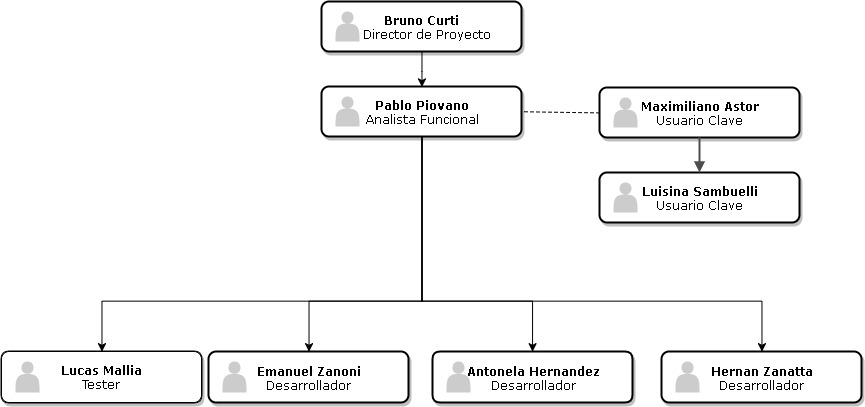 Bruno Curti
Director de Proyecto
Pablo Piovano
Analista Funcional
Maximiliano Astor
Usuario Clave
Luisina Sambuelli
Usuario Clave
Lucas Mallia
Tester
Emanuel Zanoni
Desarrollador
Antonela Hernandez
Desarrollador
Hernan Zanatta
Desarrollador